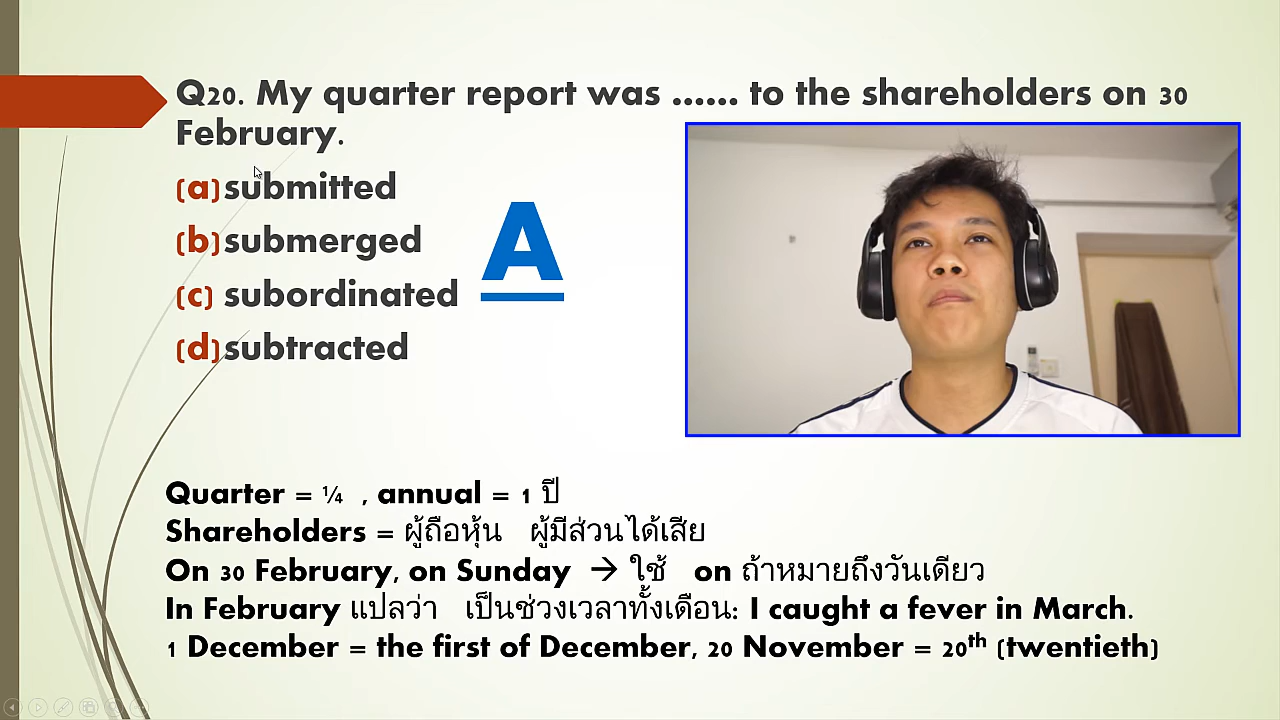 Q20. My quarter report was ...... to the shareholders on 30
February.
(a) submitted
(b) submerged
(c) subordinated
(d) subtracted
A
Quarter = ¼ , annual = 1 ปี
Shareholders = ผู้ถือหุ้น ผู้มีส่วนได้เสีย
On 30 February, on Sunday → ใช้ on ถ้าหมายถึงวันเดียว
In February แปลว่า เป็นช่วงเวลาทั้งเดือน: I caught a fever in March.
1 December = the first of December, 20 November = 20th (twentieth)